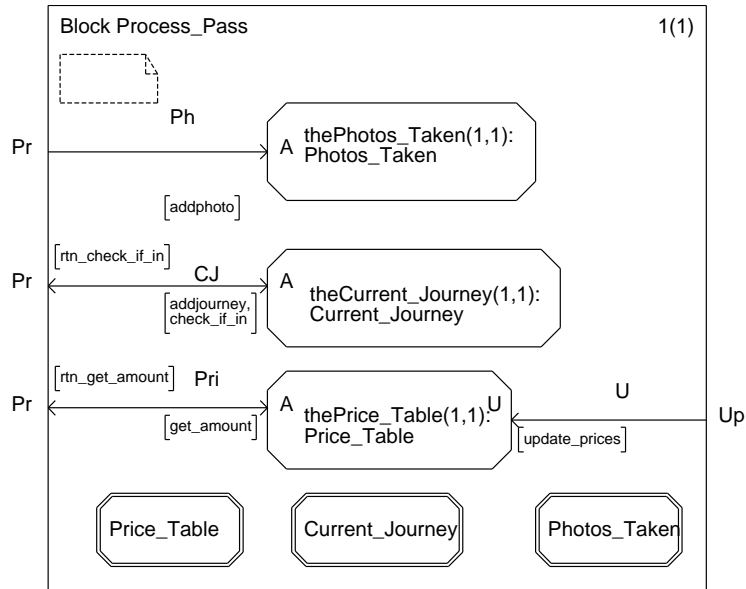 Block Process_Pass 1(1)
Ph
Pr A thePhotos_Taken(1,1):
Photos_Taken
[addphoto]
[rtn_check_if_in]
Pr CJ A theCurrent_Journey(1,1):
Current_Journey
[addjourney,
check_if_in]
[rtn_get_amount] Pri
Pr A thePrice_Table(1,1): U U Up
Price_Table
[get_amount] [update_prices]
Price_Table Current_Journey Photos_Taken